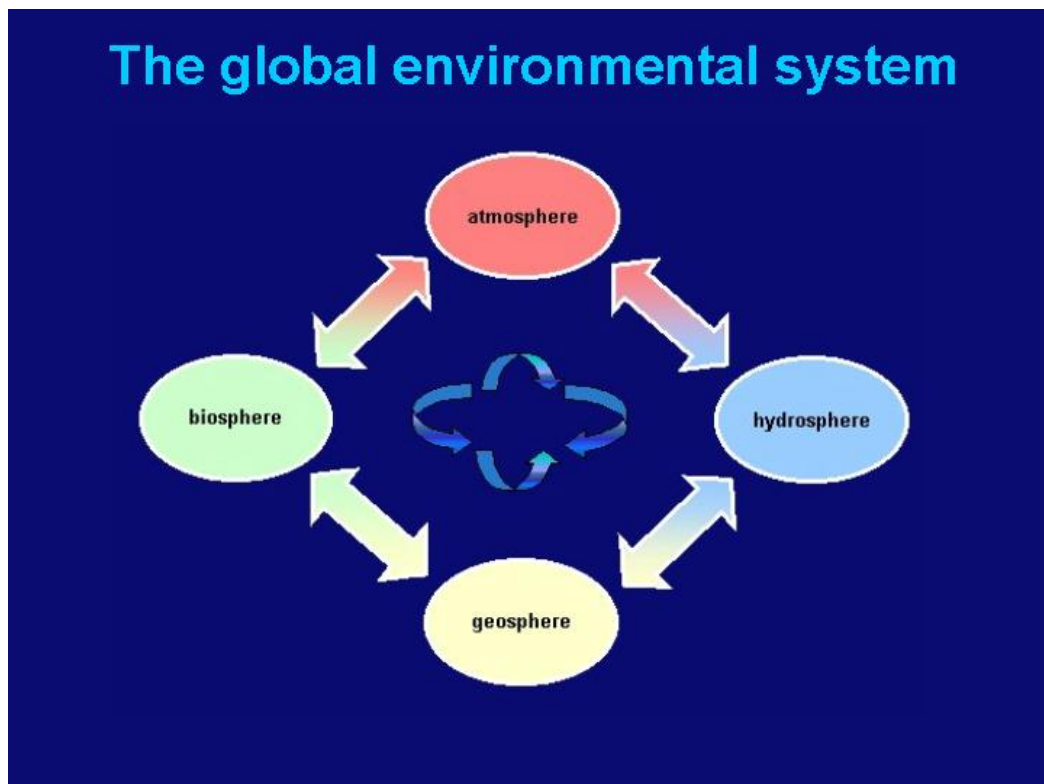 The global environmental system
atmosphere
biosphere
hydrosphere
geosphere